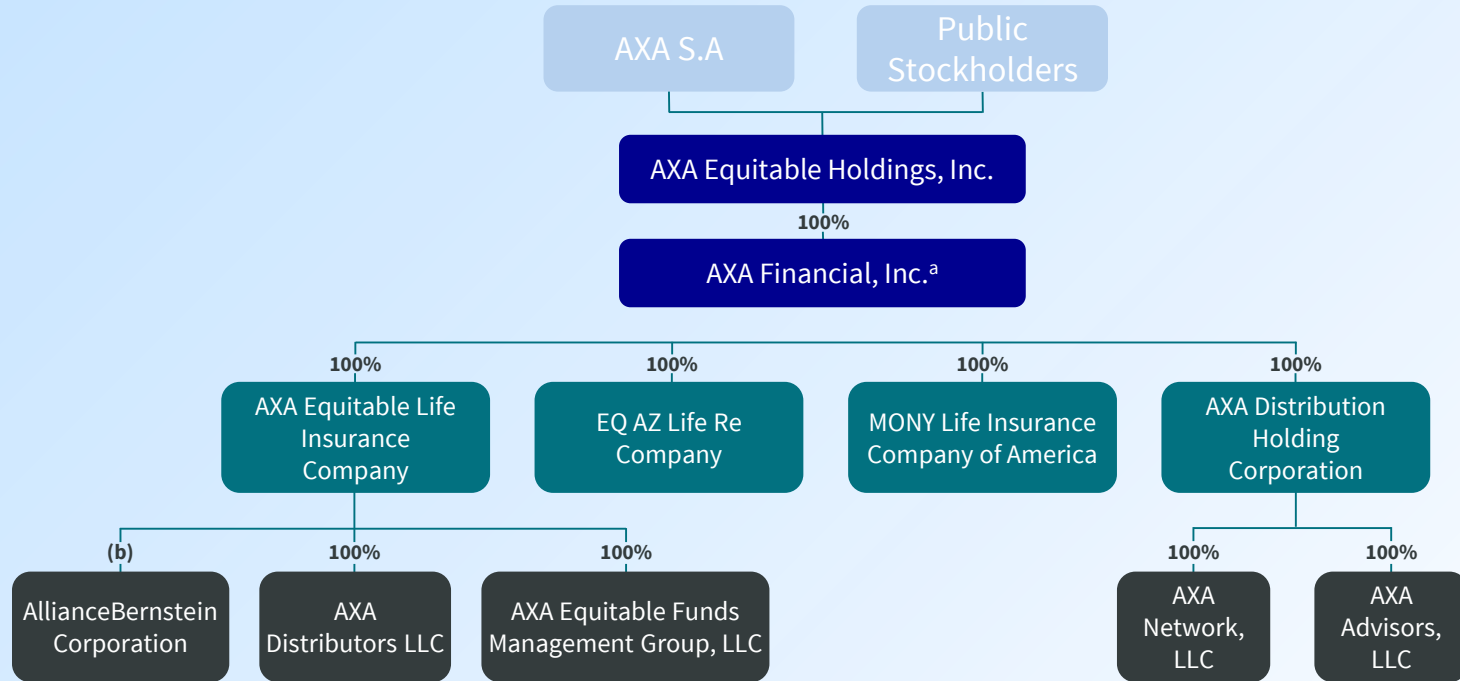 AXA S.A
Public
Stockholders
AXA Equitable Holdings, Inc.
100%
AXA Financial, Inc.ᵃ
100%
100%
100%
100%
AXA Equitable Life
Insurance
Company
EQ AZ Life Re
Company
MONY Life Insurance
Company of America
AXA Distribution
Holding
Corporation
(b)
100%
100%
100%
100%
AllianceBernstein
Corporation
AXA
Distributors LLC
AXA Equitable Funds
Management Group, LLC
AXA
Network,
LLC
AXA
Advisors,
LLC